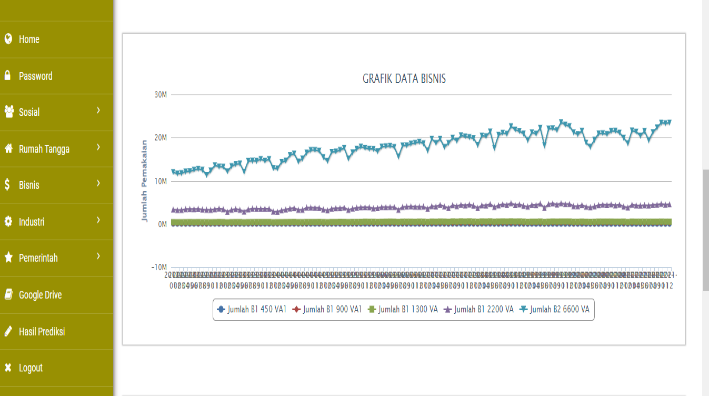 Home
Password
Sosial
Rumah Tangga
Bisnis
Industri
Pemerintah
Google Drive
Hasil Prediksi
Logout
GRAFIK DATA BISNIS
Jumlah Pemakaian
30M
20M
10M
0M
-10M
Jumlah B1 450 VA1 Jumlah B1 900 VA1 Jumlah B1 1300 VA Jumlah B1 2200 VA Jumlah B2 6600 VA